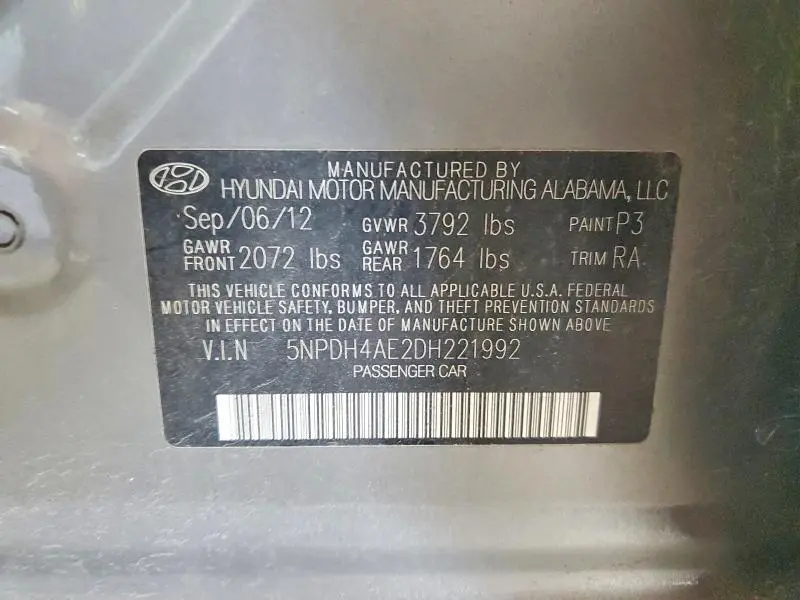 MANUFACTURED BY
HYUNDAI MOTOR MANUFACTURING ALABAMA, LLC
Sep/06/12 GVWR 3792 lbs PAINT P3
GAWR FRONT 2072 lbs GAWR REAR 1764 lbs TRIM RA
THIS VEHICLE CONFORMS TO ALL APPLICABLE U.S.A. FEDERAL
MOTOR VEHICLE SAFETY, BUMPER, AND THEFT PREVENTION STANDARDS
IN EFFECT ON THE DATE OF MANUFACTURE SHOWN ABOVE
V.I.N 5NPDH4AE2DH221992
PASSENGER CAR